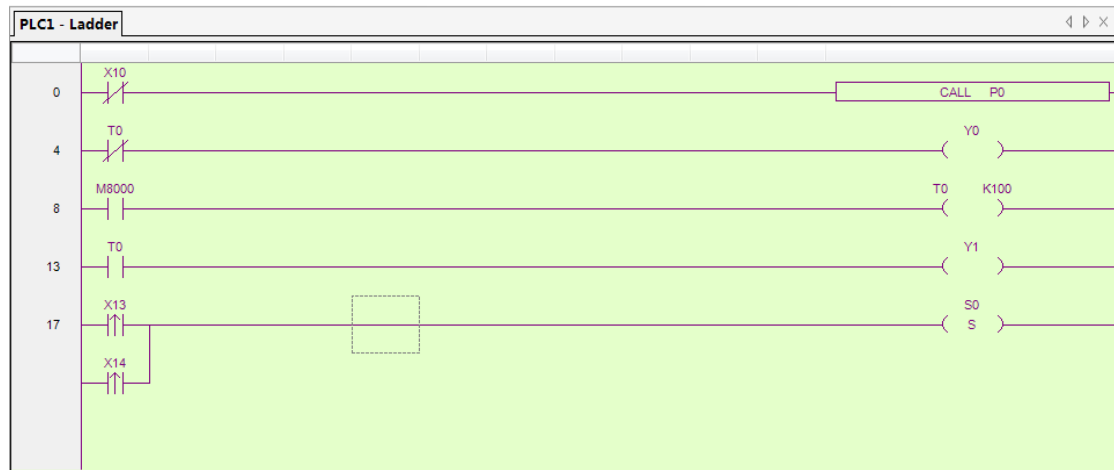 PLC1 - Ladder
X10
0 CALL P0
T0 Y0
4
M8000 T0 K100
8
T0 Y1
13
X13 S0
17 S
X14